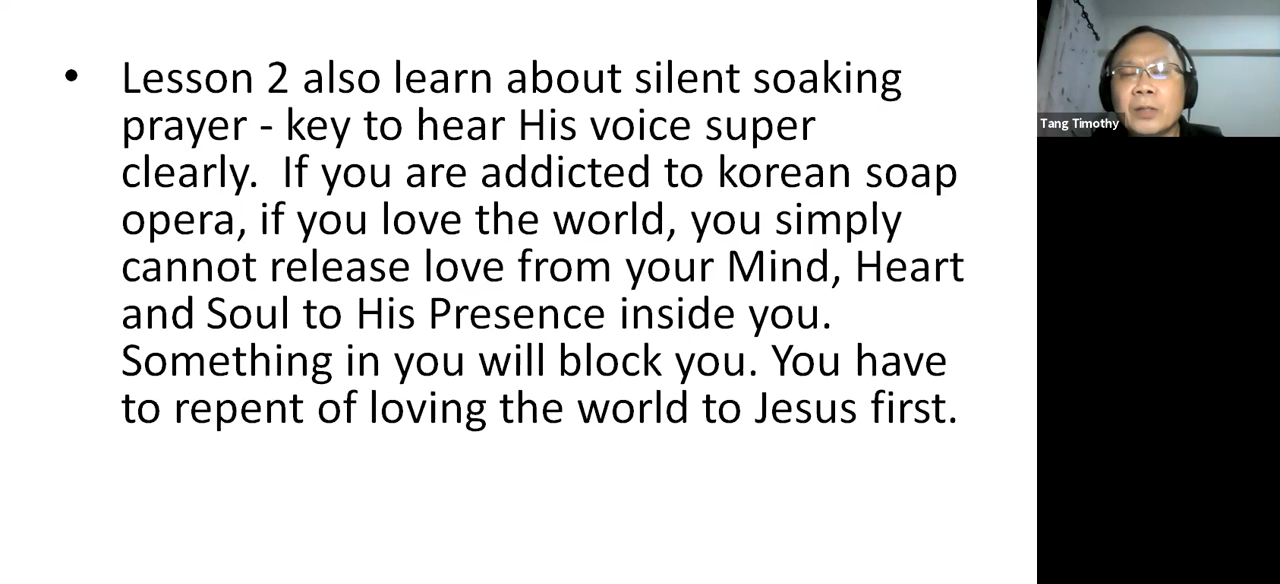 • Lesson 2 also learn about silent soaking
prayer - key to hear His voice super
clearly.  If you are addicted to korean soap
opera, if you love the world, you simply
cannot release love from your Mind, Heart
and Soul to His Presence inside you.
Something in you will block you. You have
to repent of loving the world to Jesus first.
Tang Timothy